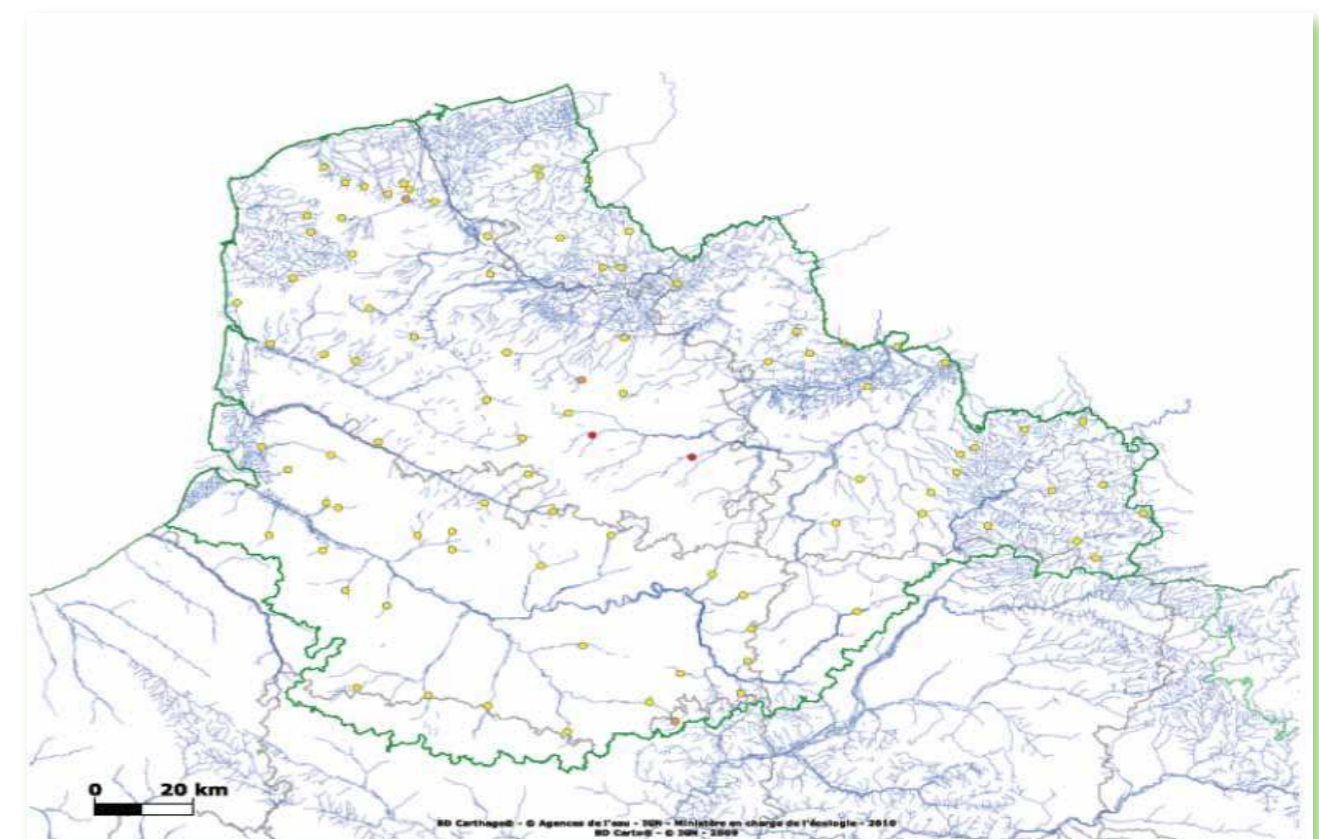 0 20 km
BD Carthage® - © Agences de l'eau - IGN - Ministère en charge de l'écologie - 2010
BD Carto® - © IGN - 2009